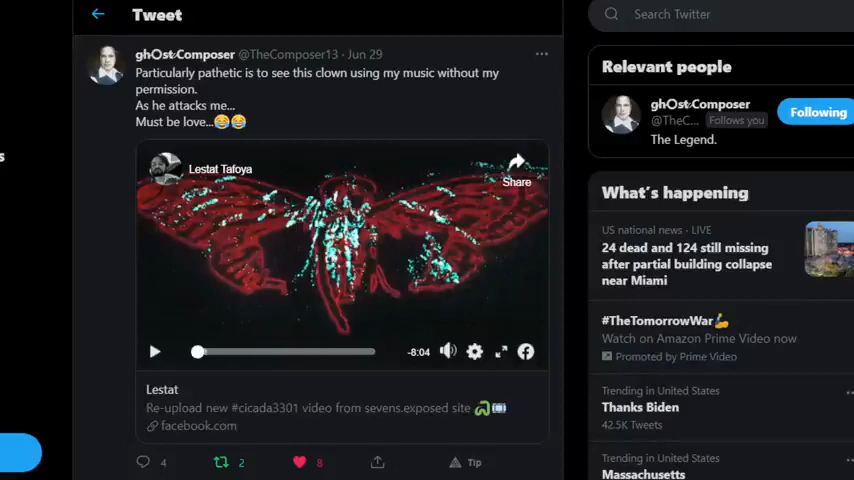 Tweet
Search Twitter
ghOstComposer @TheComposer13 · Jun 29
Particularly pathetic is to see this clown using my music without my
permission.
As he attacks me...
Must be love...😂😂
Lestat Tafoya
Share
-8:04
Lestat
Re-upload new #cicada3301 video from sevens.exposed site
facebook.com
4
2
8
Tip
Relevant people
ghOstComposer
@TheC... Follows you
Following
The Legend.
What's happening
US national news · LIVE
24 dead and 124 still missing
after partial building collapse
near Miami
#TheTomorrowWar
Watch on Amazon Prime Video now
Promoted by Prime Video
Trending in United States
Thanks Biden
42.5K Tweets
Trending in United States
Massachusetts